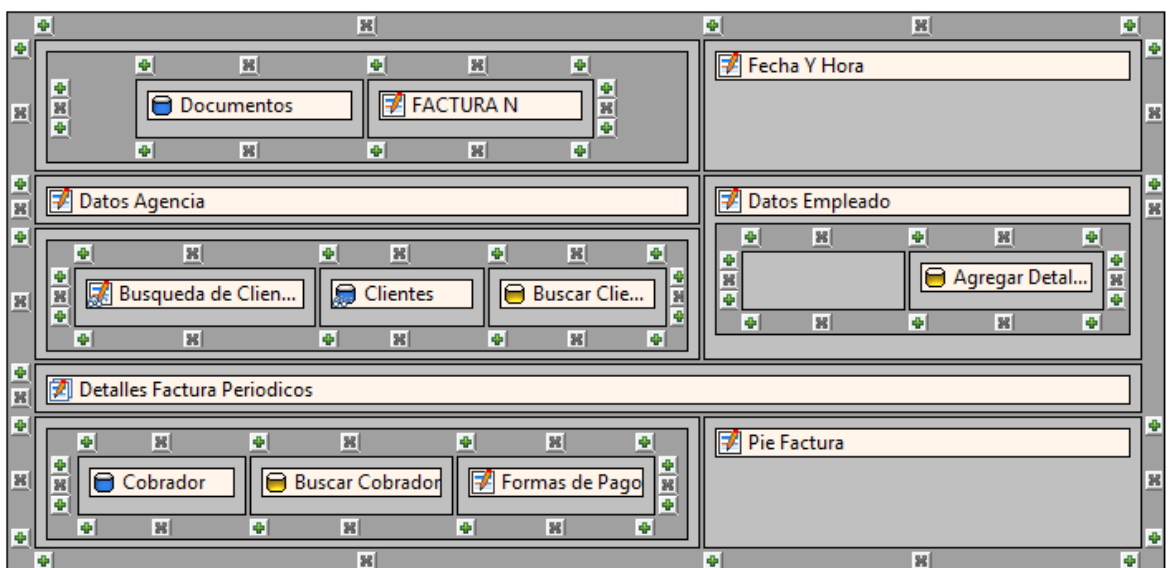 Documentos
FACTURA N
Fecha Y Hora
Datos Agencia
Datos Empleado
Busqueda de Clien...
Clientes
Buscar Clie...
Agregar Detal...
Detalles Factura Periodicos
Cobrador
Buscar Cobrador
Formas de Pago
Pie Factura